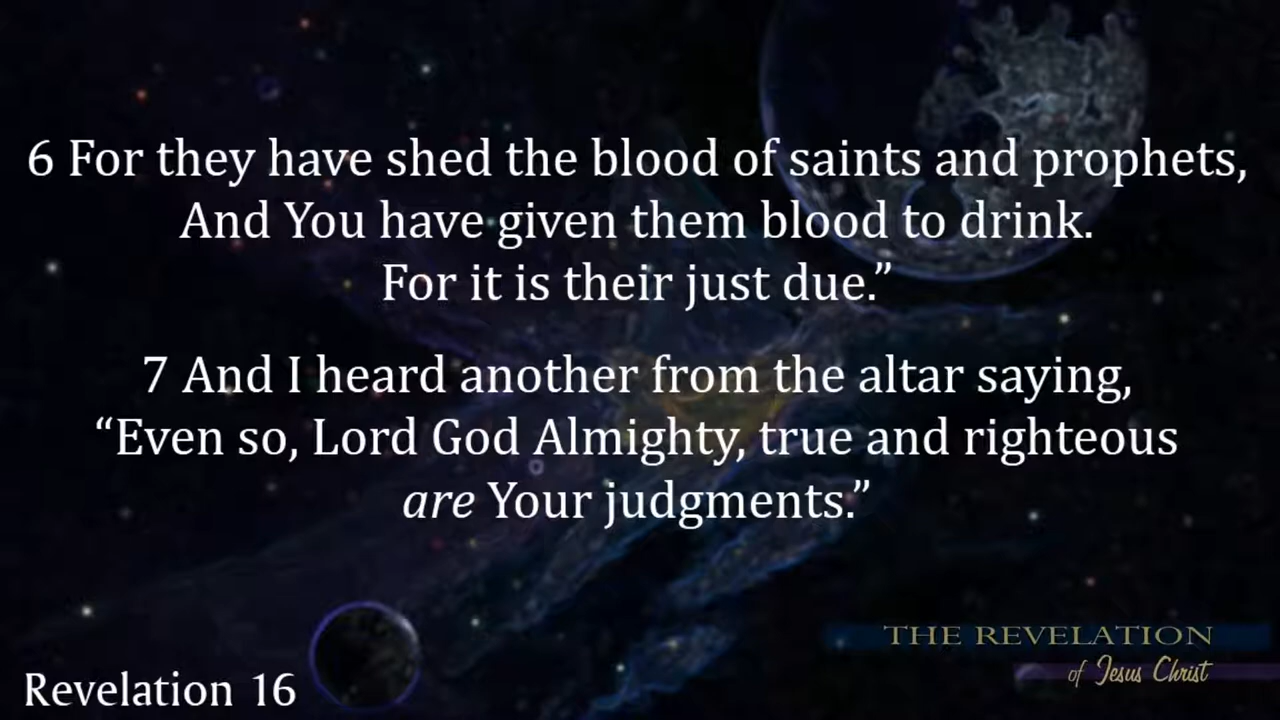 6 For they have shed the blood of saints and prophets,
And You have given them blood to drink.
For it is their just due.”
7 And I heard another from the altar saying,
“Even so, Lord God Almighty, true and righteous
are Your judgments.”
THE REVELATION
of Jesus Christ
Revelation 16